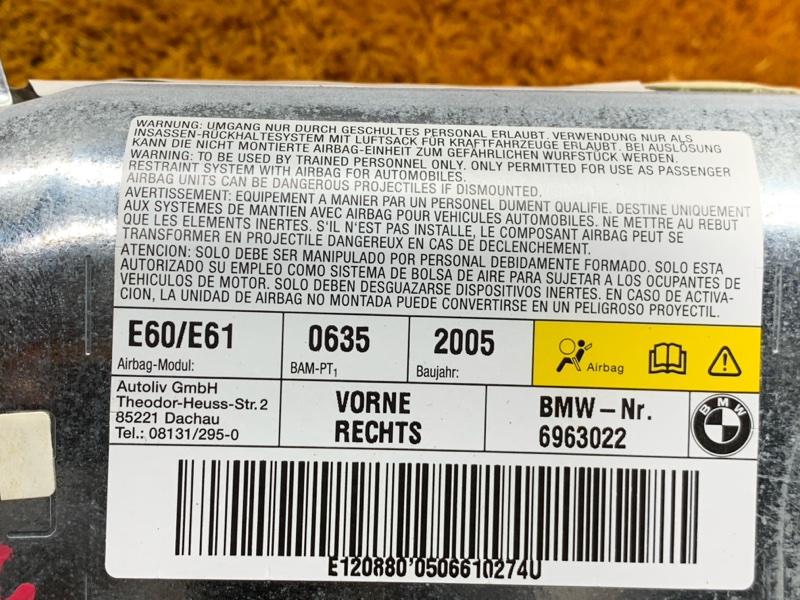 WARNUNG: UMGANG NUR DURCH GESCHULTES PERSONAL ERLAUBT. VERWENDUNG NUR ALS
INSASSEN-RÜCKHALTESYSTEM MIT LUFTSACK FÜR KRAFTFAHRZEUGE ERLAUBT. BEI AUSLÖSUNG
KANN DIE NICHT MONTIERTE AIRBAG-EINHEIT ZUM GEFÄHRLICHEN WURFSTÜCK WERDEN.
WARNING: TO BE USED BY TRAINED PERSONNEL ONLY. ONLY PERMITTED FOR USE AS PASSENGER
RESTRAINT SYSTEM WITH AIRBAG FOR AUTOMOBILES.
AIRBAG UNITS CAN BE DANGEROUS PROJECTILES IF DISMOUNTED.
AVERTISSEMENT: EQUIPEMENT A MANIER PAR UN PERSONEL DUMENT QUALIFIE. DESTINE UNIQUEMENT
AUX SYSTEMES DE MANTIEN AVEC AIRBAG POUR VEHICULES AUTOMOBILES. NE METTRE AU REBUT
QUE LES ELEMENTS INERTES. S'IL N'EST PAS INSTALLE, LE COMPOSANT AIRBAG PEUT SE
TRANSFORMER EN PROJECTILE DANGEREUX EN CAS DE DECLENCHEMENT.
ATENCION: SOLO DEBE SER MANIPULADO POR PERSONAL DEBIDAMENTE FORMADO. SOLO ESTA
AUTORIZADO SU EMPLEO COMO SISTEMA DE BOLSA DE AIRE PARA SUJETAR A LOS OCUPANTES DE
VEHICULOS DE MOTOR. SOLO DEBEN DESGUAZARSE DISPOSITIVOS INERTES. EN CASO DE ACTIVA-
CION, LA UNIDAD DE AIRBAG NO MONTADA PUEDE CONVERTIRSE EN UN PELIGROSO PROYECTIL.
E60/E61 0635 2005
Airbag-Modul: BAM-PT1 Baujahr: Airbag
Autoliv GmbH
Theodor-Heuss-Str. 2
85221 Dachau
Tel.: 08131/295-0
VORNE
RECHTS
BMW-Nr.
6963022
BMW
E120880'0506610274U